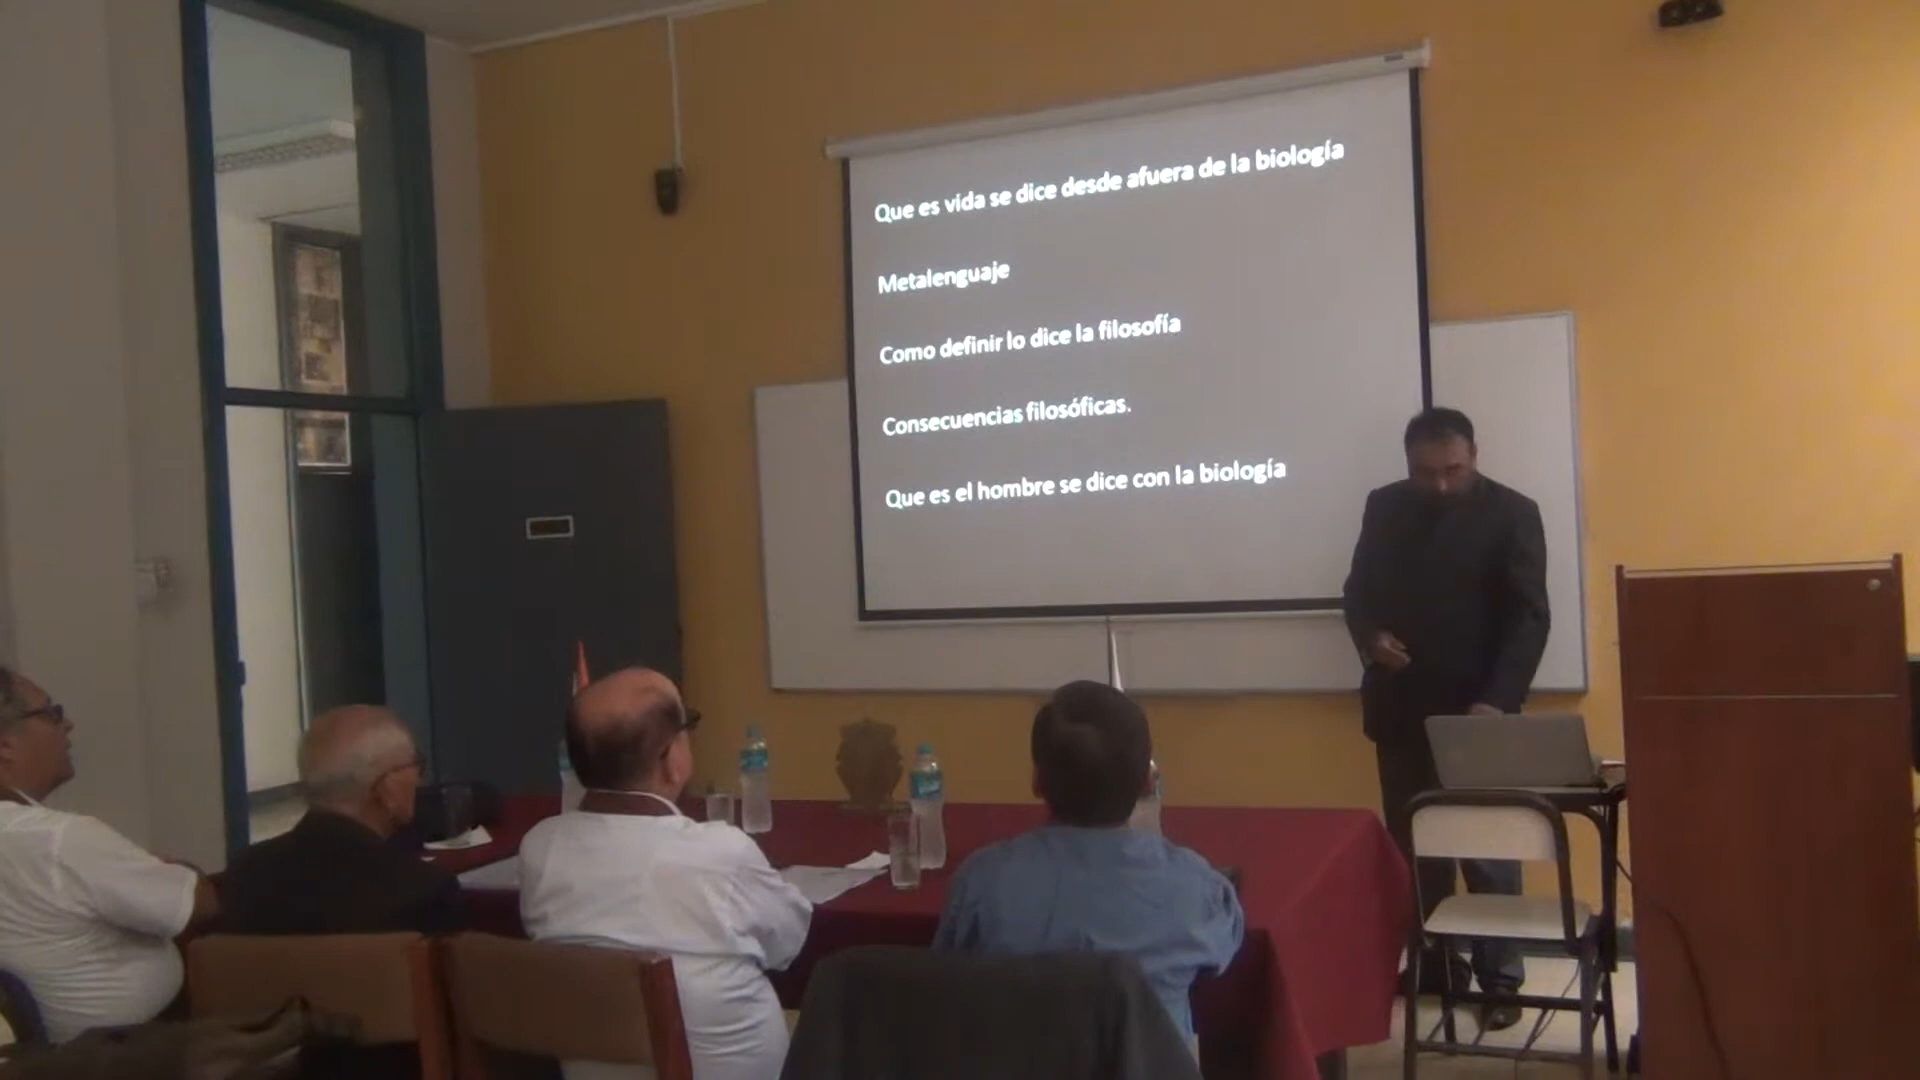 Que es vida se dice desde afuera de la biología
Metalenguaje
Como definir lo dice la filosofía
Consecuencias filosóficas.
Que es el hombre se dice con la biología